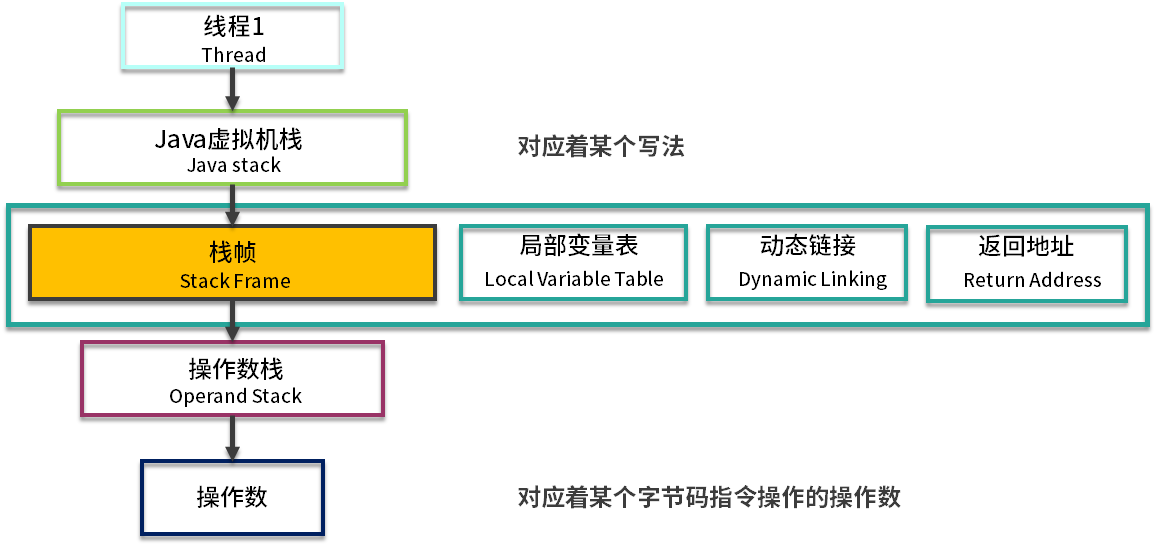 线程1
Thread
Java虚拟机栈
Java stack
对应着某个写法
栈帧
Stack Frame
局部变量表
Local Variable Table
动态链接
Dynamic Linking
返回地址
Return Address
操作数栈
Operand Stack
操作数
对应着某个字节码指令操作的操作数